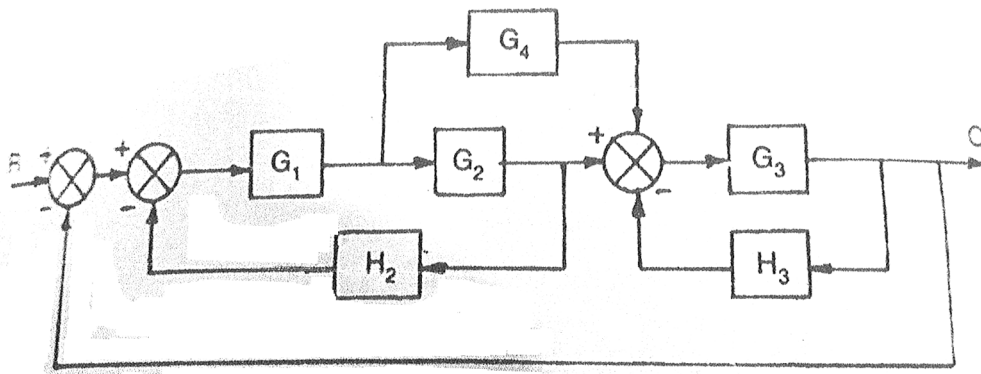 G₄
R + + G₁ G₂ + G₃ C
- - -
H₂ H₃